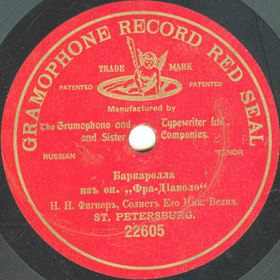 GRAMOPHONE RECORD RED SEAL
TRADE MARK
PATENTED PATENTED
Manufactured by
The Gramophone and Typewriter Ltd.,
and Sister Companies.
RUSSIAN TENOR
Баркаролла
изъ оп. „Фра-Діаволо“
Н. Н. Фигнеръ, Солистъ Его Имп. Велич.
ST. PETERSBURG.
22605